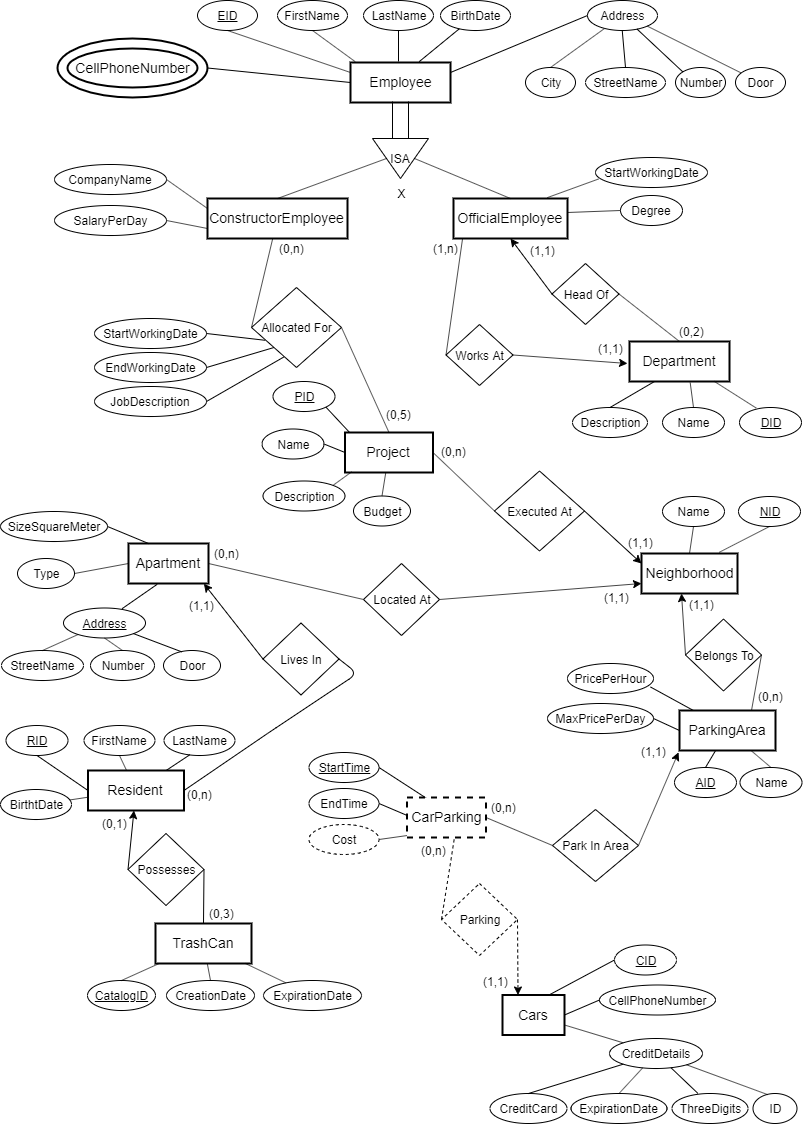 EID
FirstName
LastName
BirthDate
Address
CellPhoneNumber
Employee
City
StreetName
Number
Door
ISA
X
CompanyName
SalaryPerDay
ConstructorEmployee
OfficialEmployee
StartWorkingDate
Degree
(0,n)
(1,n)
(1,1)
Head Of
StartWorkingDate
EndWorkingDate
JobDescription
Allocated For
Works At
(1,1)
(0,2)
Department
Description
Name
DID
PID
Name
Description
(0,5)
Project
(0,n)
Budget
Executed At
Name
NID
(1,1)
Neighborhood
SizeSquareMeter
Type
Apartment
(0,n)
(1,1)
Located At
(1,1)
(1,1)
Address
StreetName
Number
Door
Lives In
Belongs To
PricePerHour
MaxPricePerDay
(0,n)
ParkingArea
(1,1)
AID
Name
RID
FirstName
LastName
BirthtDate
Resident
(0,n)
(0,1)
StartTime
EndTime
Cost
CarParking
(0,n)
(0,n)
Park In Area
Possesses
(0,3)
TrashCan
CatalogID
CreationDate
ExpirationDate
Parking
(1,1)
Cars
CID
CellPhoneNumber
CreditDetails
CreditCard
ExpirationDate
ThreeDigits
ID